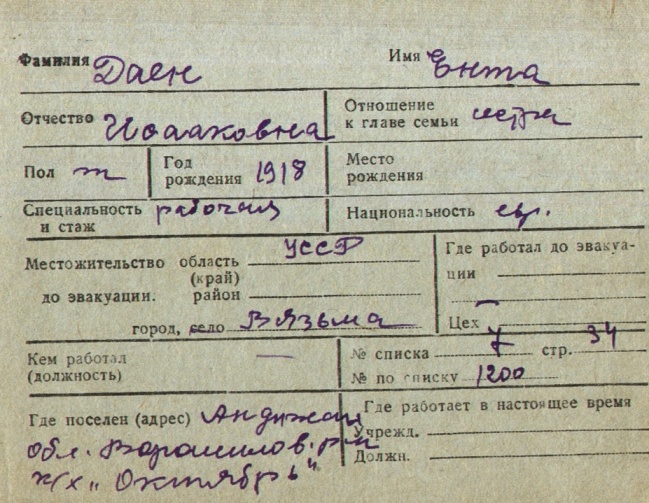 Фамилия Даен Имя Ента
Отчество Исааковна Отношение к главе семьи сестра
Пол ж Год рождения 1918 Место рождения
Специальность и стаж рабочая Национальность евр.
Местожительство до эвакуации. область (край) УССР Где работал до эвакуации
район
город, село Вязьма Цех —
Кем работал (должность) — № списка 7 стр. 34
№ по списку 1200
Где поселен (адрес) Андижан Где работает в настоящее время
обл. Ворошилов. р-н Учрежд.
к/х „Октябрь" Должн.